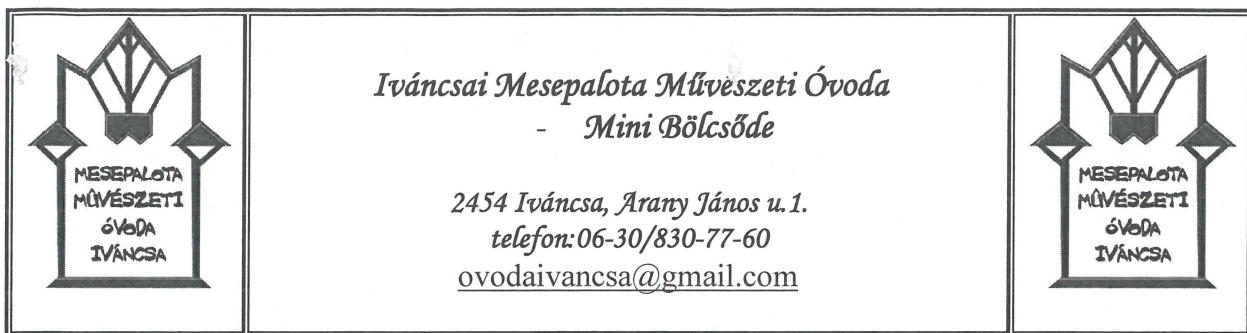 MESEPALOTA
MŰVÉSZETI
ÓVODA
IVÁNCSA
Iváncsai Mesepalota Művészeti Óvoda
- Mini Bölcsőde
2454 Iváncsa, Arany János u.1.
telefon:06-30/830-77-60
ovodaivancsa@gmail.com
MESEPALOTA
MŰVÉSZETI
ÓVODA
IVÁNCSA